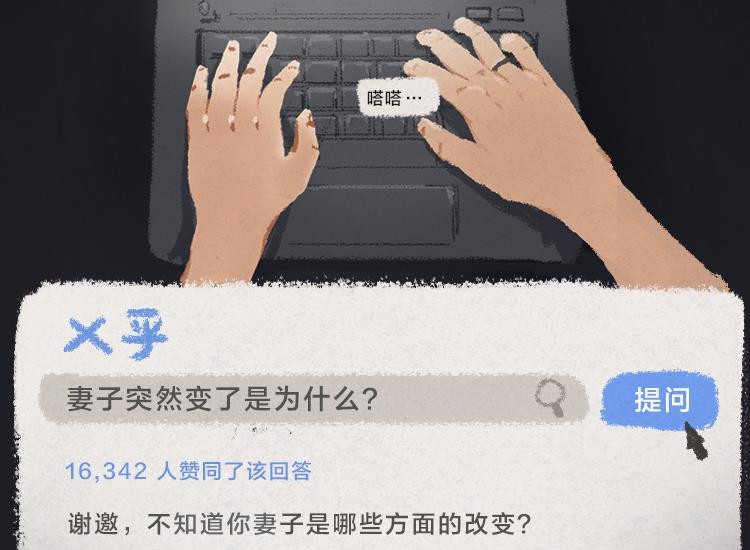 嗒嗒…
乂乎
妻子突然变了是为什么?
提问
16,342 人赞同了该回答
谢邀，不知道你妻子是哪些方面的改变?